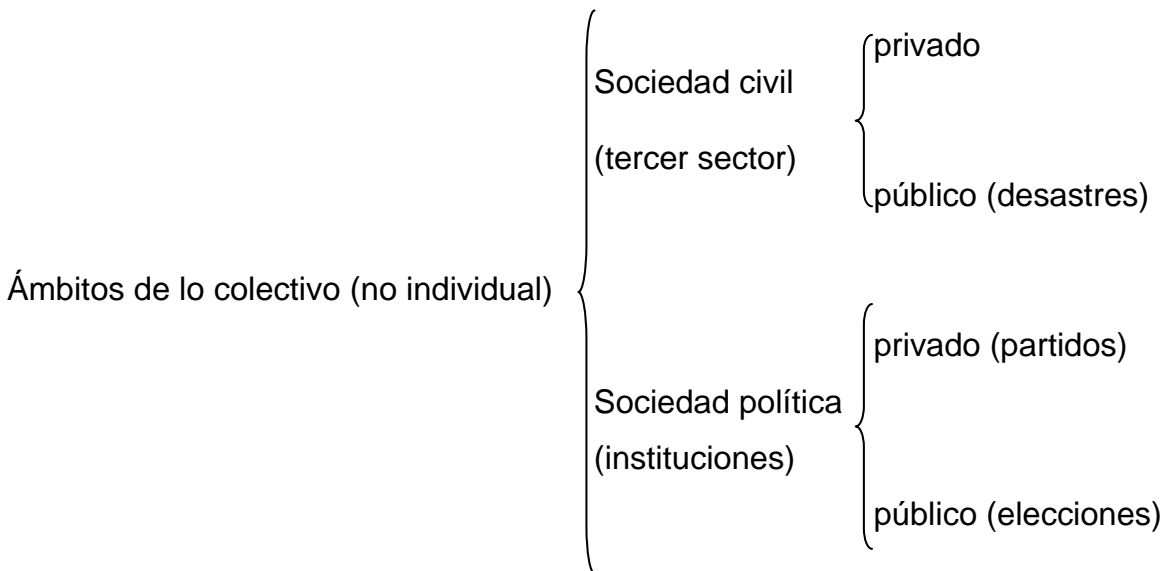 privado
Sociedad civil
(tercer sector)
público (desastres)
Ámbitos de lo colectivo (no individual)
privado (partidos)
Sociedad política
(instituciones)
público (elecciones)